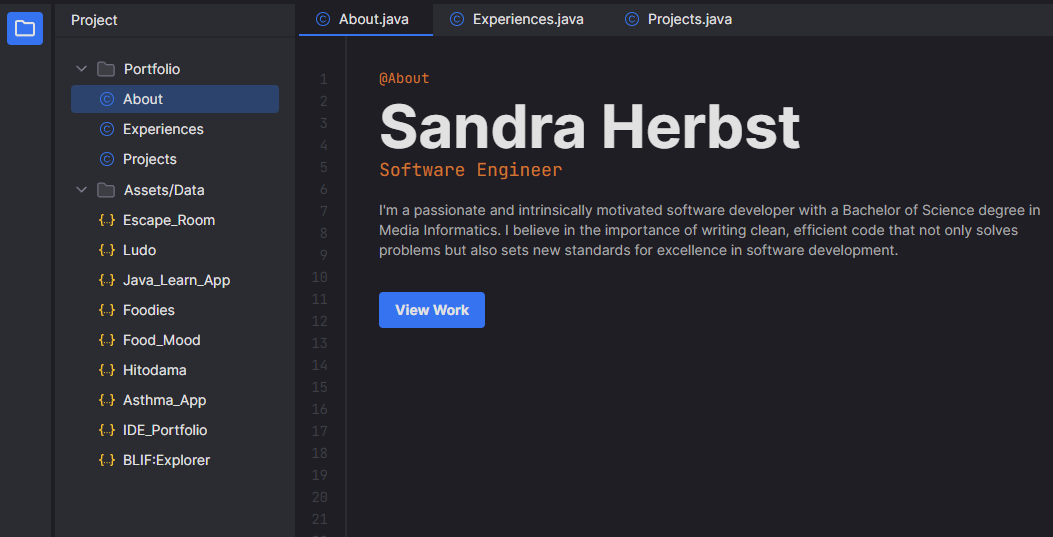 Project
About.java
Experiences.java
Projects.java
Portfolio
About
Experiences
Projects
Assets/Data
Escape_Room
Ludo
Java_Learn_App
Foodies
Food_Mood
Hitodama
Asthma_App
IDE_Portfolio
BLIF:Explorer
1
2
3
4
5
6
7
8
9
10
11
12
13
14
15
16
17
18
19
20
21
@About
Sandra Herbst
Software Engineer
I'm a passionate and intrinsically motivated software developer with a Bachelor of Science degree in
Media Informatics. I believe in the importance of writing clean, efficient code that not only solves
problems but also sets new standards for excellence in software development.
View Work